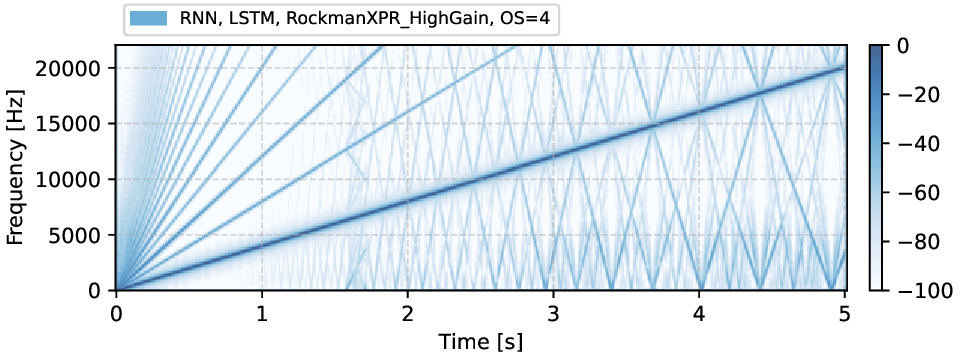 RNN, LSTM, RockmanXPR_HighGain, OS=4
Frequency [Hz]
20000
15000
10000
5000
0
0 1 2 3 4 5
Time [s]
0
−20
−40
−60
−80
−100